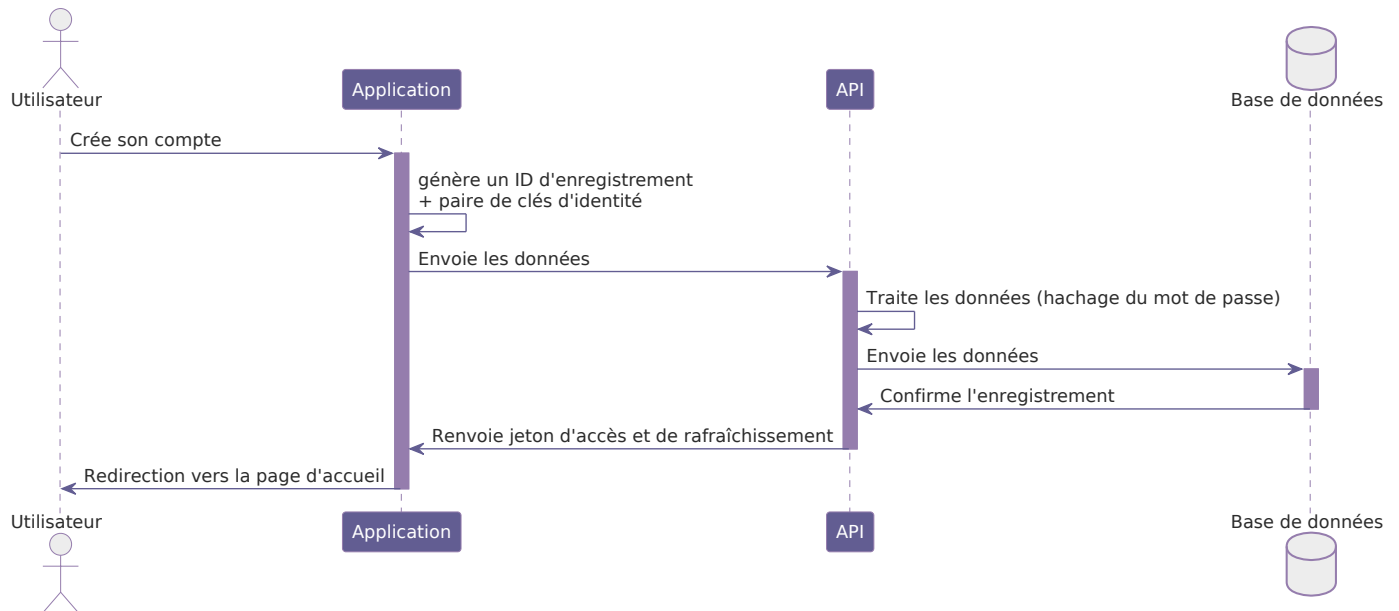 Utilisateur
Application
API
Base de données
Crée son compte
génère un ID d'enregistrement
+ paire de clés d'identité
Envoie les données
Traite les données (hachage du mot de passe)
Envoie les données
Confirme l'enregistrement
Renvoie jeton d'accès et de rafraîchissement
Redirection vers la page d'accueil
Utilisateur
Application
API
Base de données